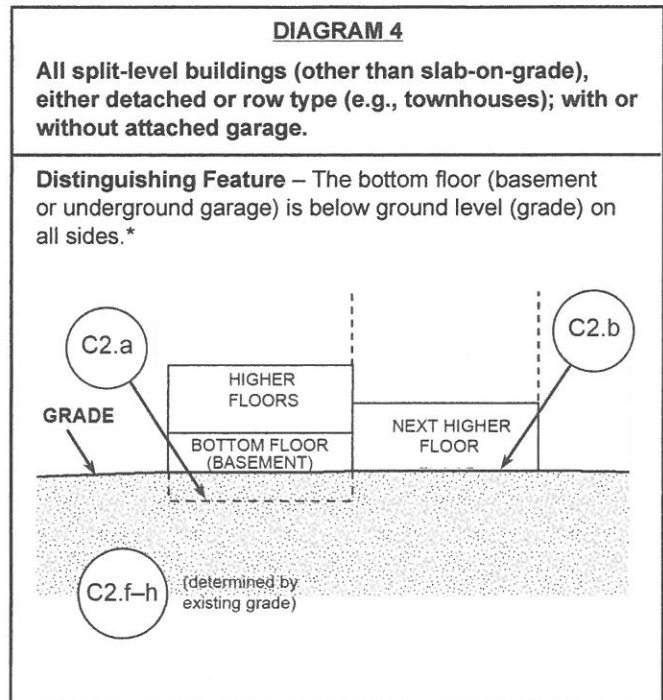 DIAGRAM 4
All split-level buildings (other than slab-on-grade),
either detached or row type (e.g., townhouses); with or
without attached garage.
Distinguishing Feature – The bottom floor (basement
or underground garage) is below ground level (grade) on
all sides.*
C2.a
C2.b
HIGHER
FLOORS
GRADE
NEXT HIGHER
FLOOR
BOTTOM FLOOR
(BASEMENT)
C2.f–h
(determined by
existing grade)